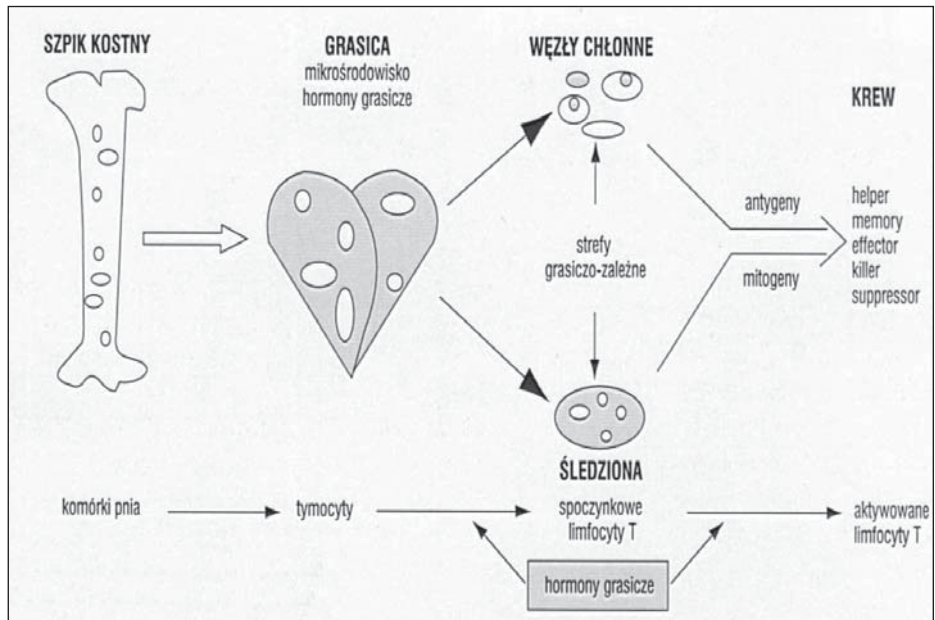 SZPIK KOSTNY
GRASICA
mikrośrodowisko
hormony grasicze
WĘZŁY CHŁONNE
KREW
antygeny
mitogeny
helper
memory
effector
killer
suppressor
strefy
grasiczo-zależne
ŚLEDZIONA
komórki pnia
tymocyty
spoczynkowe
limfocyty T
aktywowane
limfocyty T
hormony grasicze